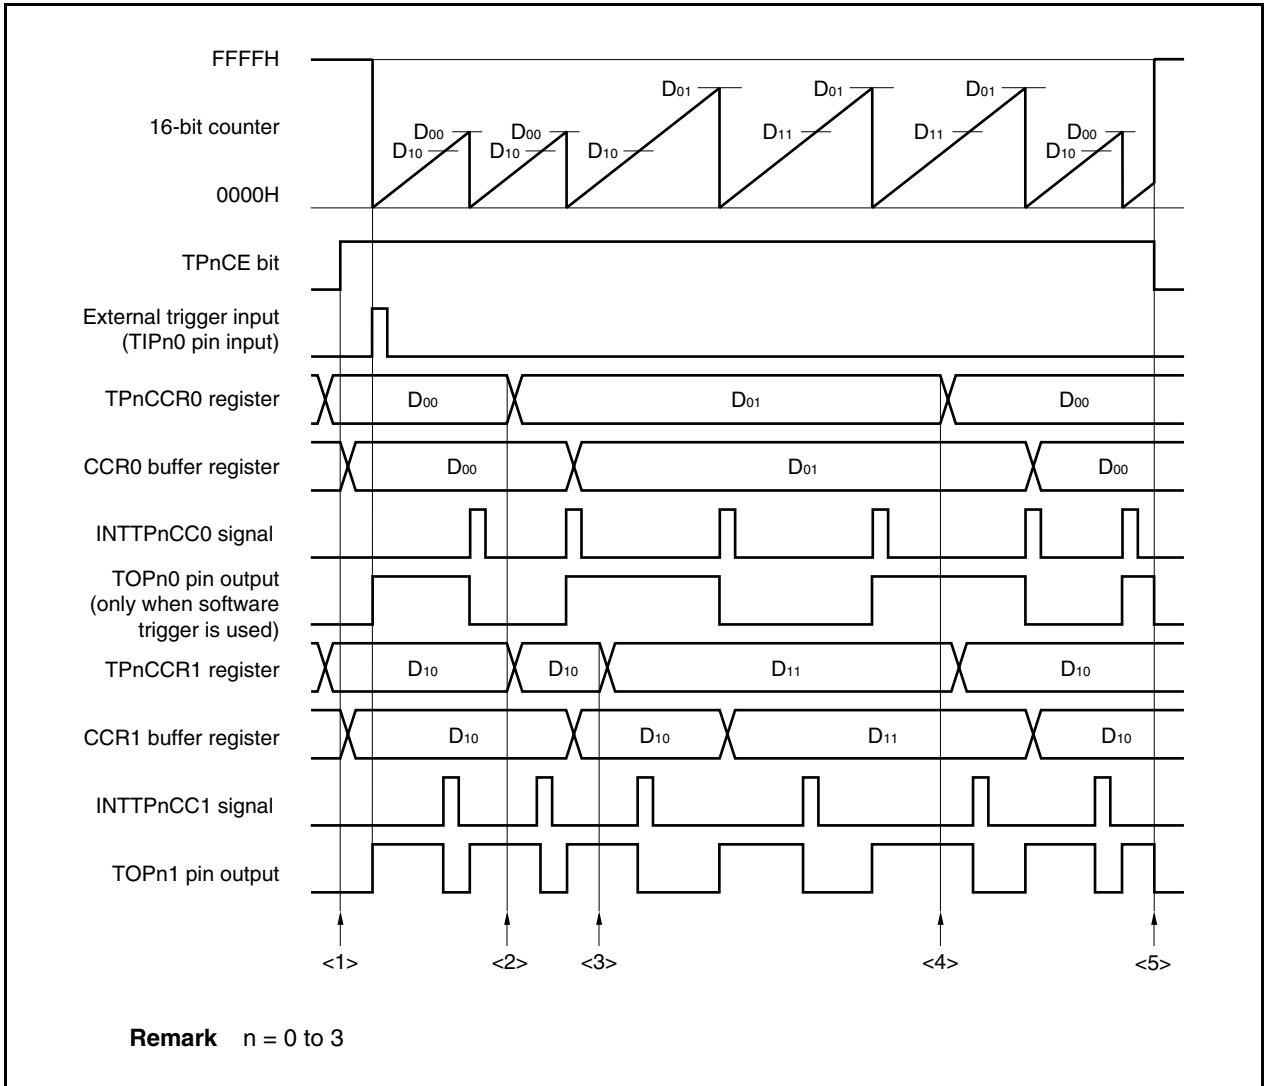 FFFFH
D01 D01 D01
16-bit counter
D00 D00 D11 D11 D00
D10 D10 D10 D10
0000H
TPnCE bit
External trigger input
(TIPn0 pin input)
TPnCCR0 register D00 D01 D00
CCR0 buffer register D00 D01 D00
INTTPnCC0 signal
TOPn0 pin output
(only when software
trigger is used)
TPnCCR1 register D10 D10 D11 D10
CCR1 buffer register D10 D10 D11 D10
INTTPnCC1 signal
TOPn1 pin output
<1> <2> <3> <4> <5>
Remark n = 0 to 3